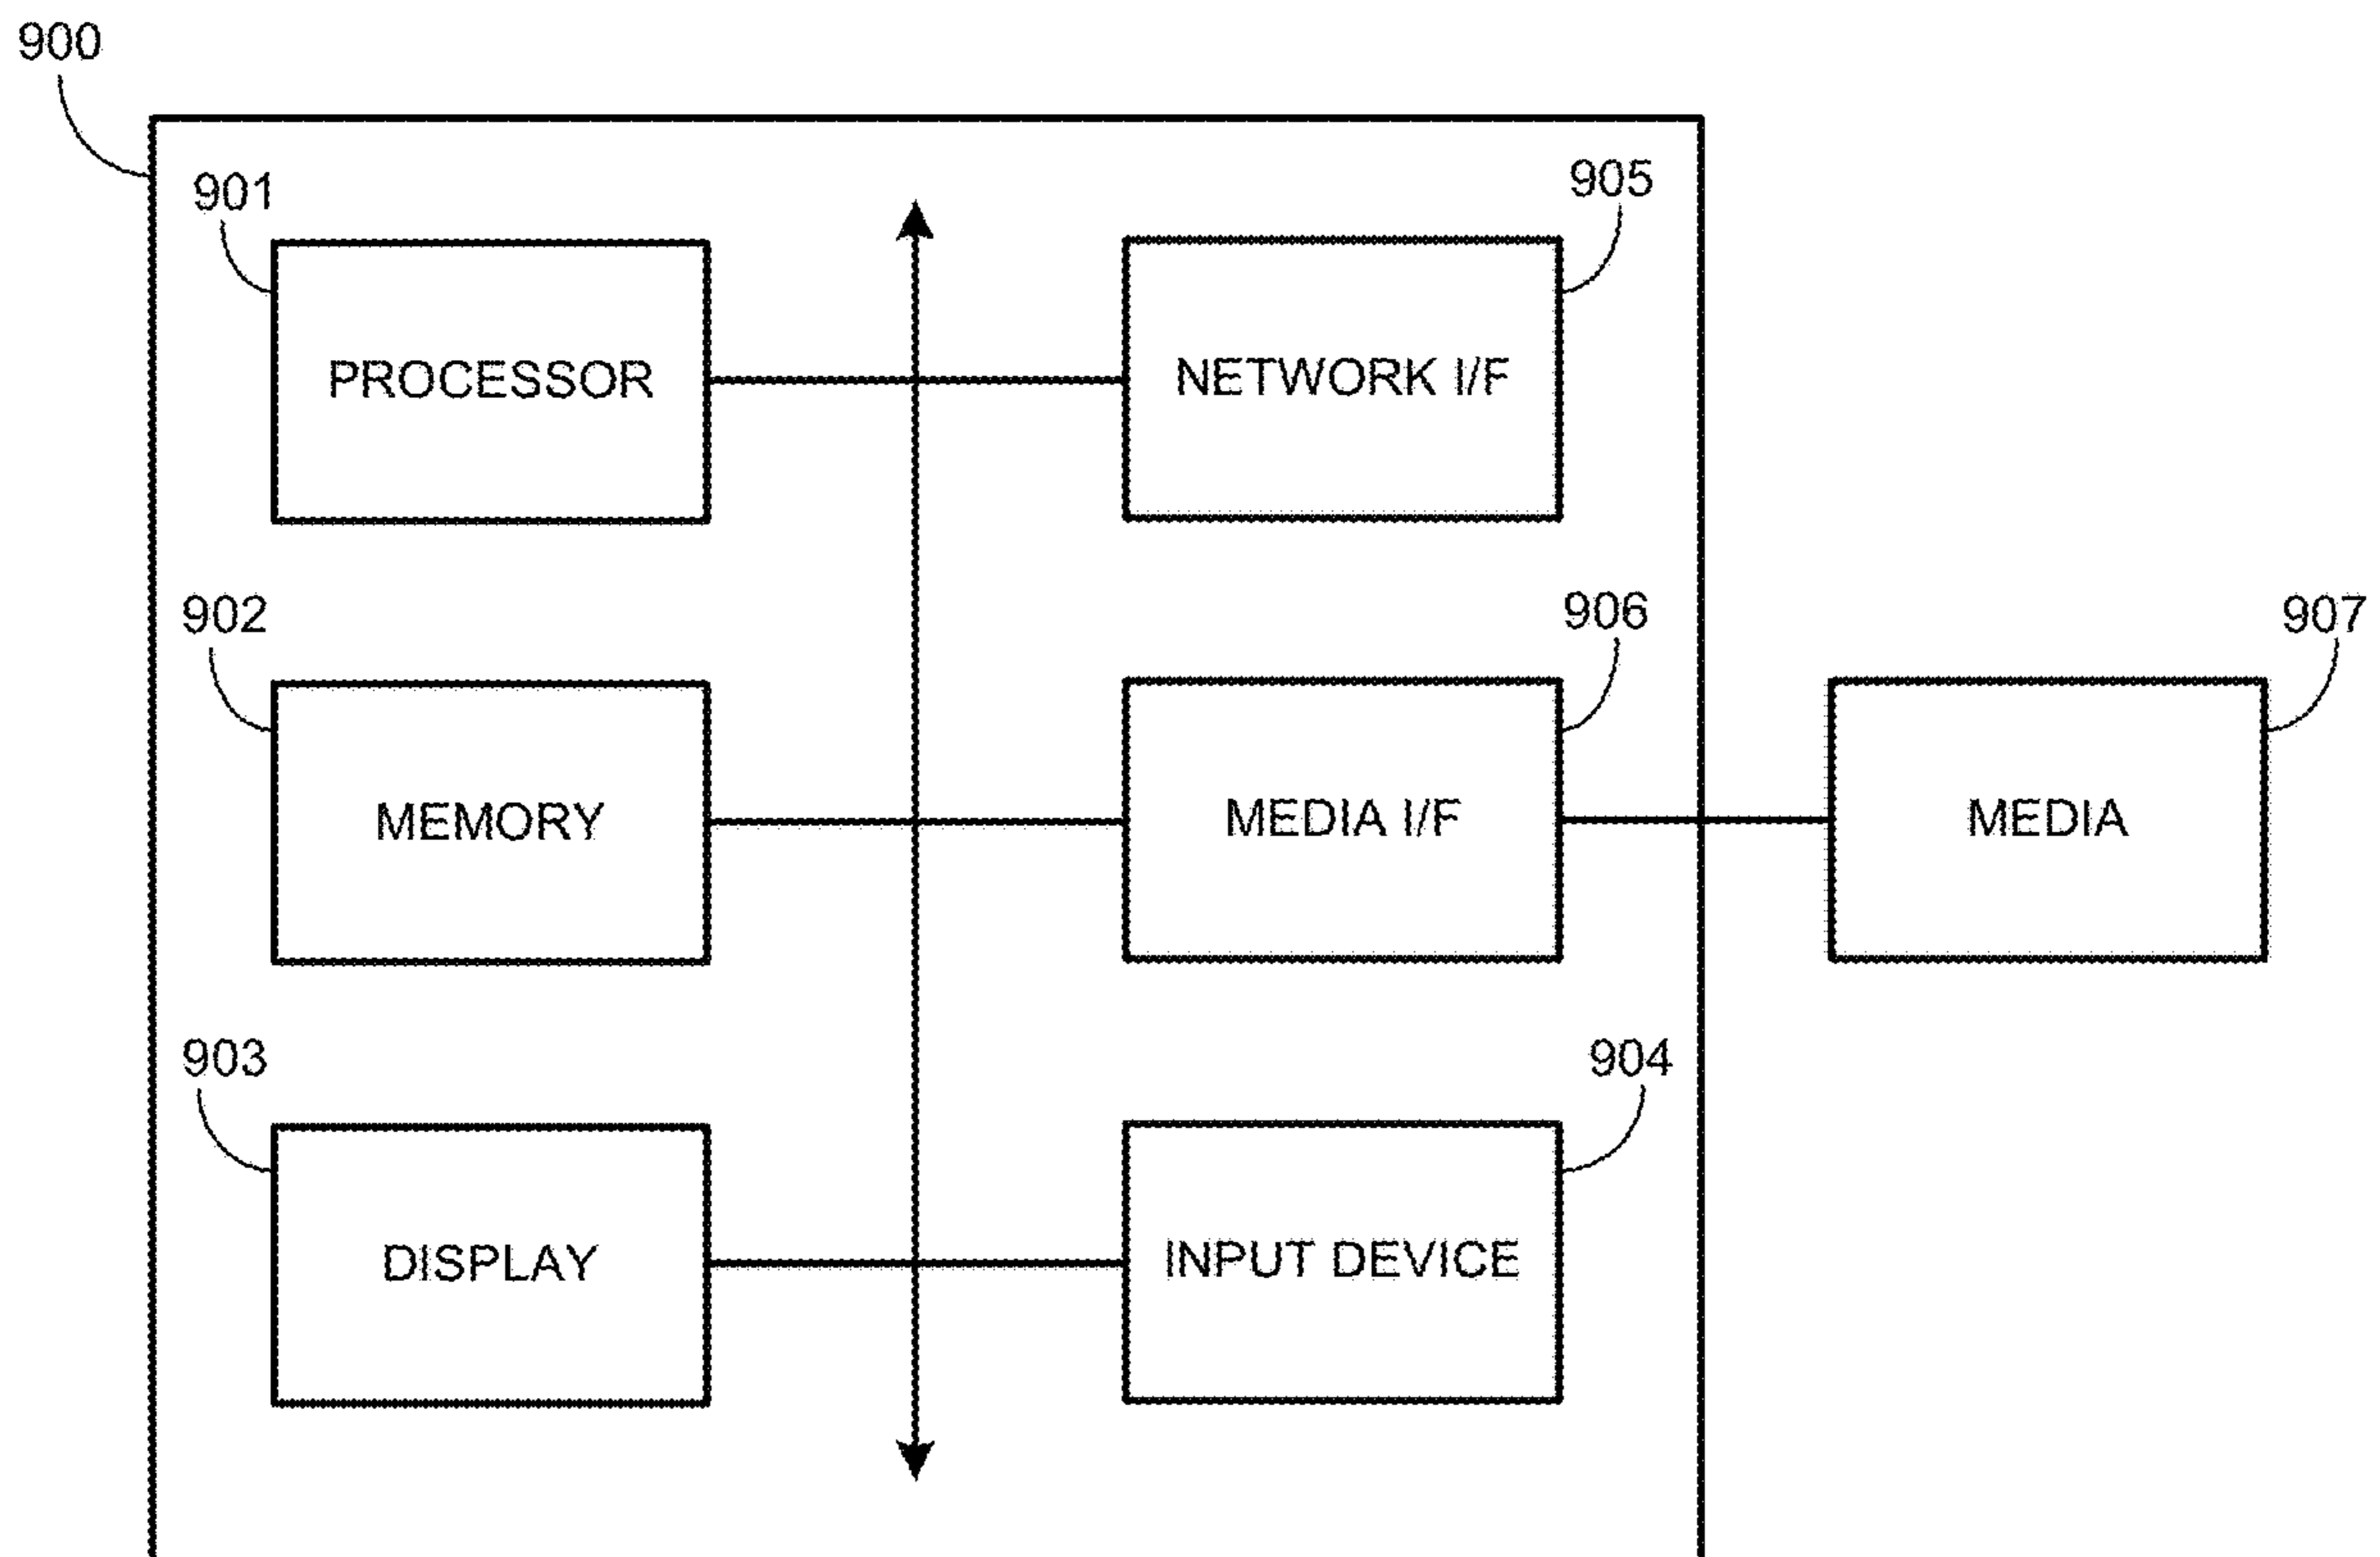 900
901
905
PROCESSOR
NETWORK I/F
902
906
907
MEMORY
MEDIA I/F
MEDIA
903
904
DISPLAY
INPUT DEVICE